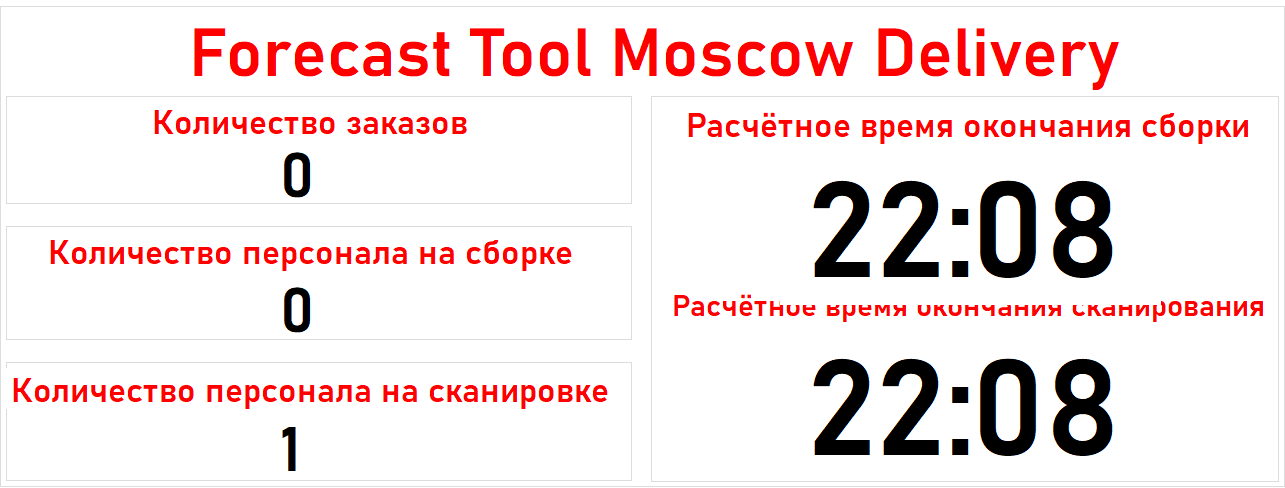 Forecast Tool Moscow Delivery
Количество заказов
0
Количество персонала на сборке
0
Количество персонала на сканировке
1
Расчётное время окончания сборки
22:08
Расчётное время окончания сканирования
22:08